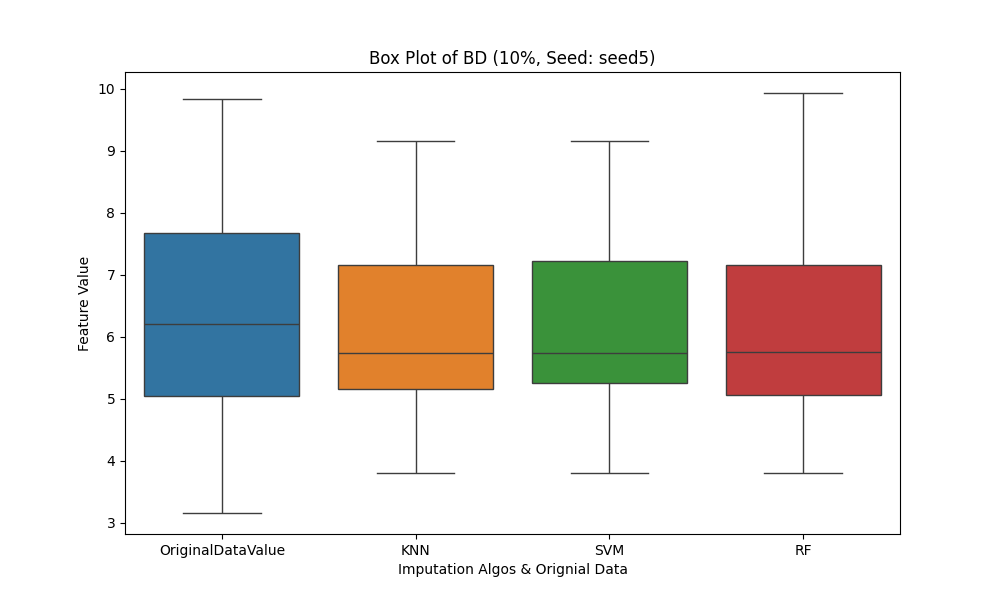 Box Plot of BD (10%, Seed: seed5)
10
9
8
7
6
5
4
3
Feature Value
OriginalDataValue KNN SVM RF
Imputation Algos & Orignial Data